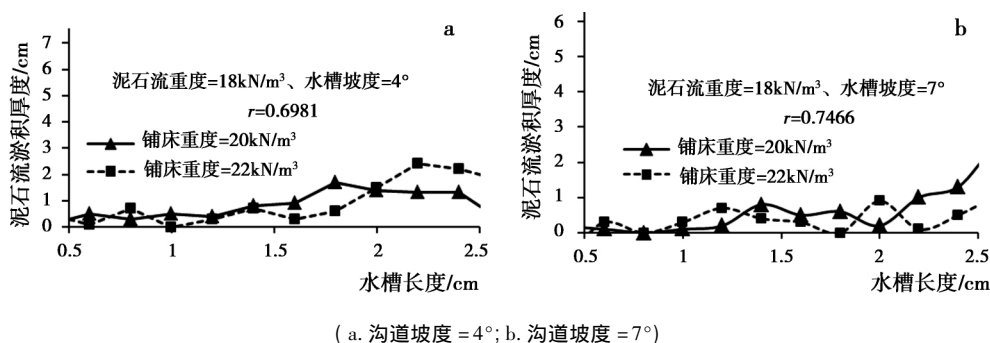 a
泥石流淤积厚度/cm
7
6
5
4
3
2
1
0
泥石流重度=18kN/m³、水槽坡度=4°
r=0.6981
铺床重度=20kN/m³
铺床重度=22kN/m³
0.5 1 1.5 2 2.5
水槽长度/cm
b
泥石流淤积厚度/cm
6
5
4
3
2
1
0
泥石流重度=18kN/m³、水槽坡度=7°
r=0.7466
铺床重度=20kN/m³
铺床重度=22kN/m³
0.5 1 1.5 2 2.5
水槽长度/cm
( a. 沟道坡度 = 4°; b. 沟道坡度 = 7°)